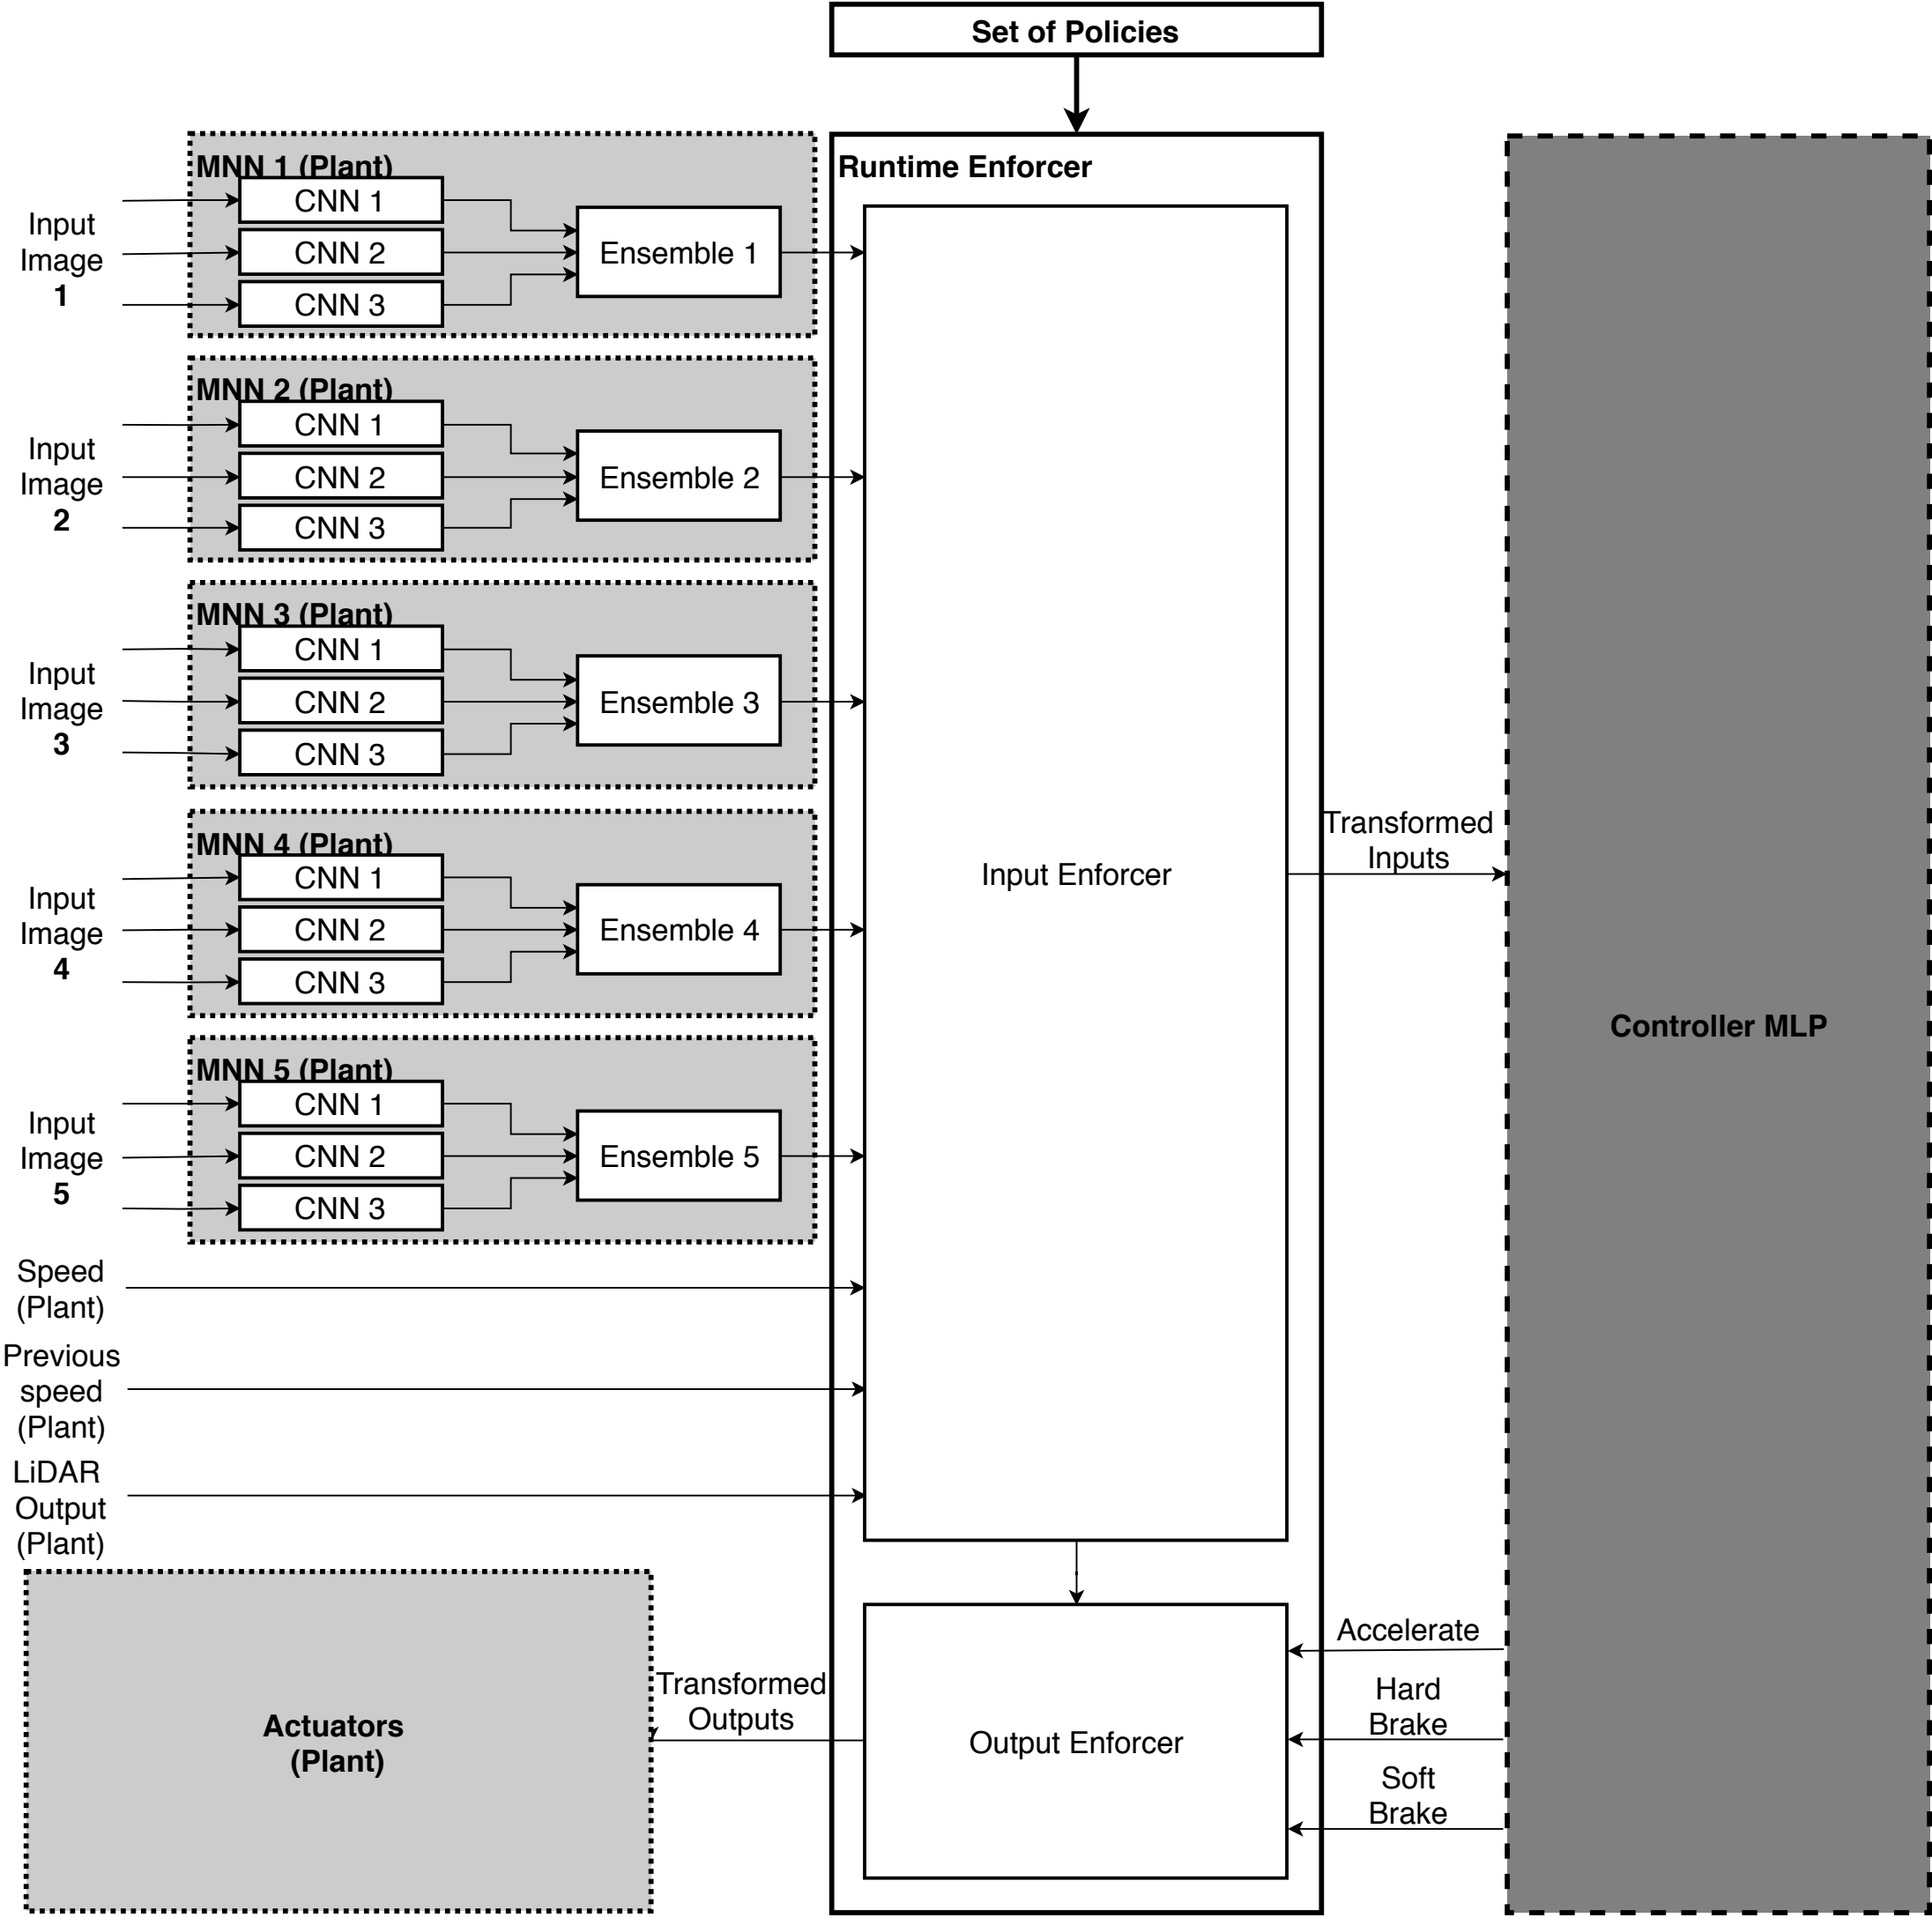 Set of Policies
Runtime Enforcer
MNN 1 (Plant)
Input
Image
1
CNN 1
CNN 2
CNN 3
Ensemble 1
MNN 2 (Plant)
Input
Image
2
CNN 1
CNN 2
CNN 3
Ensemble 2
MNN 3 (Plant)
Input
Image
3
CNN 1
CNN 2
CNN 3
Ensemble 3
MNN 4 (Plant)
Input
Image
4
CNN 1
CNN 2
CNN 3
Ensemble 4
MNN 5 (Plant)
Input
Image
5
CNN 1
CNN 2
CNN 3
Ensemble 5
Speed
(Plant)
Previous
speed
(Plant)
LiDAR
Output
(Plant)
Input Enforcer
Transformed
Inputs
Controller MLP
Accelerate
Hard
Brake
Soft
Brake
Output Enforcer
Transformed
Outputs
Actuators
(Plant)